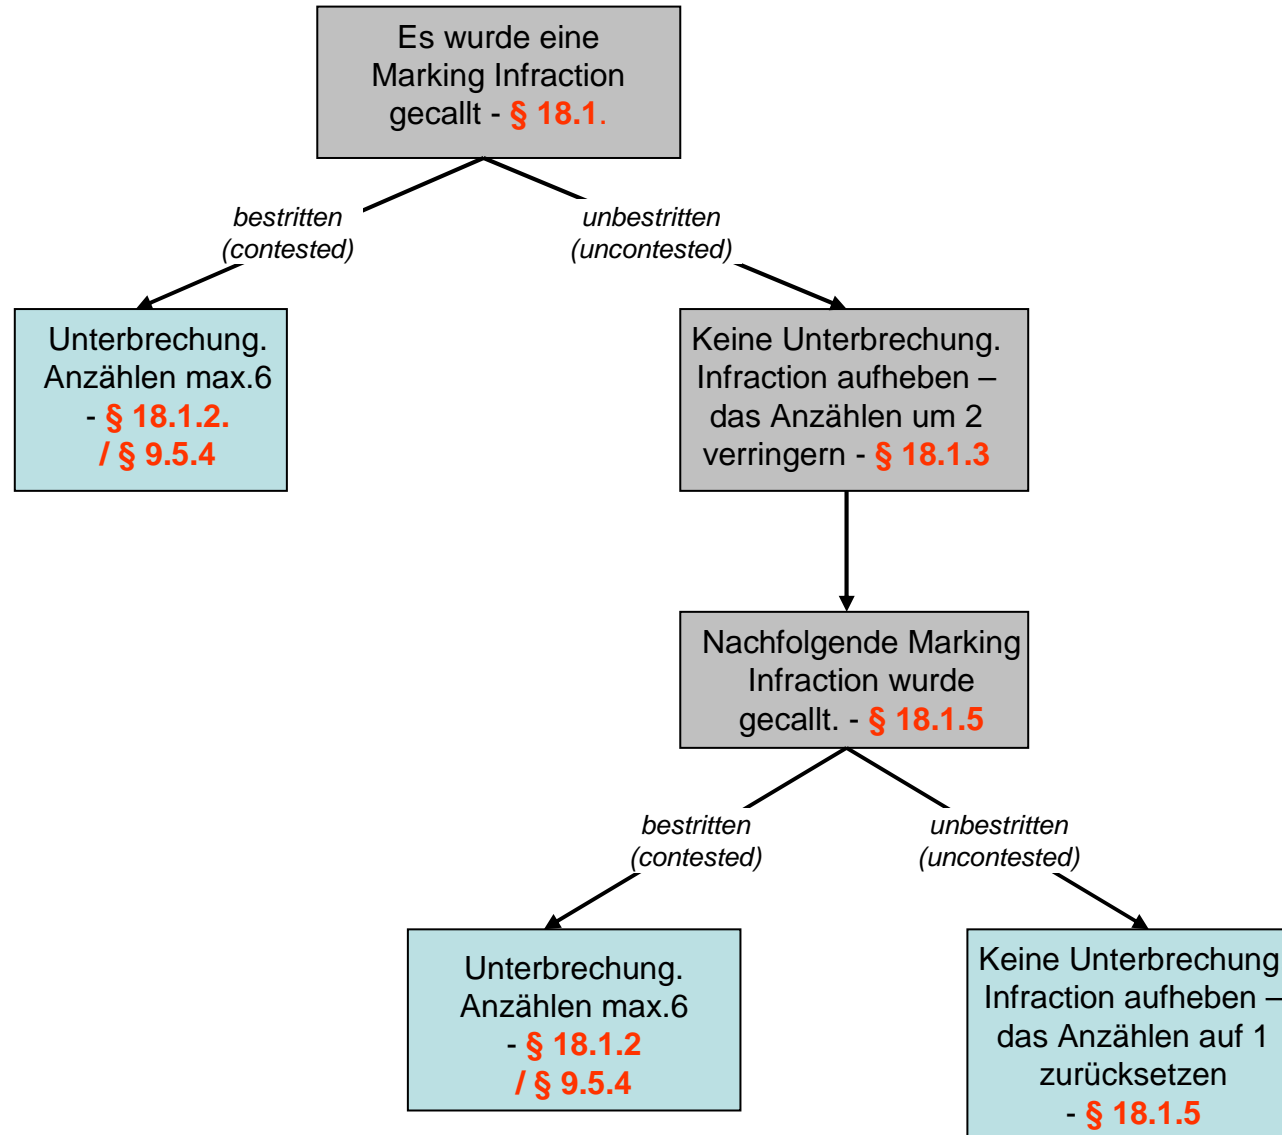 Es wurde eine
Marking Infraction
gecallt - § 18.1.
bestritten
(contested)
unbestritten
(uncontested)
Unterbrechung.
Anzählen max.6
- § 18.1.2.
/ § 9.5.4
Keine Unterbrechung.
Infraction aufheben –
das Anzählen um 2
verringern - § 18.1.3
Nachfolgende Marking
Infraction wurde
gecallt. - § 18.1.5
bestritten
(contested)
unbestritten
(uncontested)
Unterbrechung.
Anzählen max.6
- § 18.1.2
/ § 9.5.4
Keine Unterbrechung
Infraction aufheben –
das Anzählen auf 1
zurücksetzen
- § 18.1.5